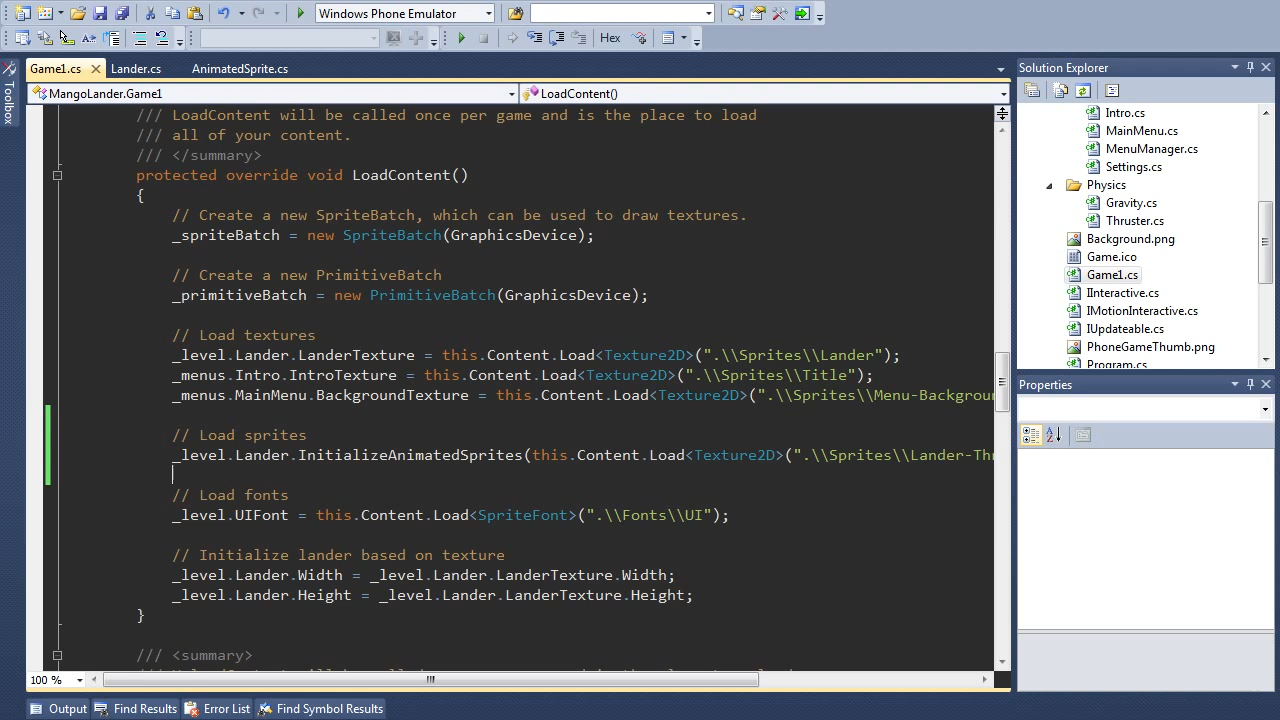 Windows Phone Emulator
Hex
Toolbox
Game1.cs
Lander.cs
AnimatedSprite.cs
MangoLander.Game1
LoadContent()
/// LoadContent will be called once per game and is the place to load
/// all of your content.
/// </summary>
protected override void LoadContent()
{
// Create a new SpriteBatch, which can be used to draw textures.
_spriteBatch = new SpriteBatch(GraphicsDevice);
// Create a new PrimitiveBatch
_primitiveBatch = new PrimitiveBatch(GraphicsDevice);
// Load textures
_level.Lander.LanderTexture = this.Content.Load<Texture2D>(".\\Sprites\\Lander");
_menus.Intro.IntroTexture = this.Content.Load<Texture2D>(".\\Sprites\\Title");
_menus.MainMenu.BackgroundTexture = this.Content.Load<Texture2D>(".\\Sprites\\Menu-Backgroun
// Load sprites
_level.Lander.InitializeAnimatedSprites(this.Content.Load<Texture2D>(".\\Sprites\\Lander-Thr
// Load fonts
_level.UIFont = this.Content.Load<SpriteFont>(".\\Fonts\\UI");
// Initialize lander based on texture
_level.Lander.Width = _level.Lander.LanderTexture.Width;
_level.Lander.Height = _level.Lander.LanderTexture.Height;
}
/// <summary>
100 %
Solution Explorer
Intro.cs
MainMenu.cs
MenuManager.cs
Settings.cs
Physics
Gravity.cs
Thruster.cs
Background.png
Game.ico
Game1.cs
IInteractive.cs
IMotionInteractive.cs
IUpdateable.cs
PhoneGameThumb.png
Program.cs
Properties
Output
Find Results
Error List
Find Symbol Results